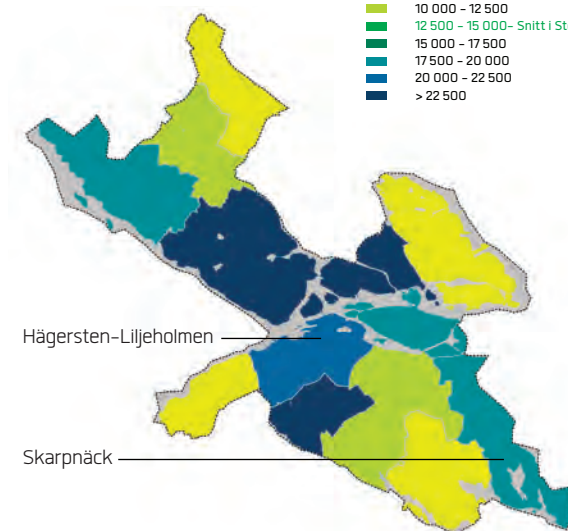 10 000 – 12 500
12 500 – 15 000– Snitt i St
15 000 – 17 500
17 500 – 20 000
20 000 – 22 500
> 22 500
Hägersten–Liljeholmen
Skarpnäck